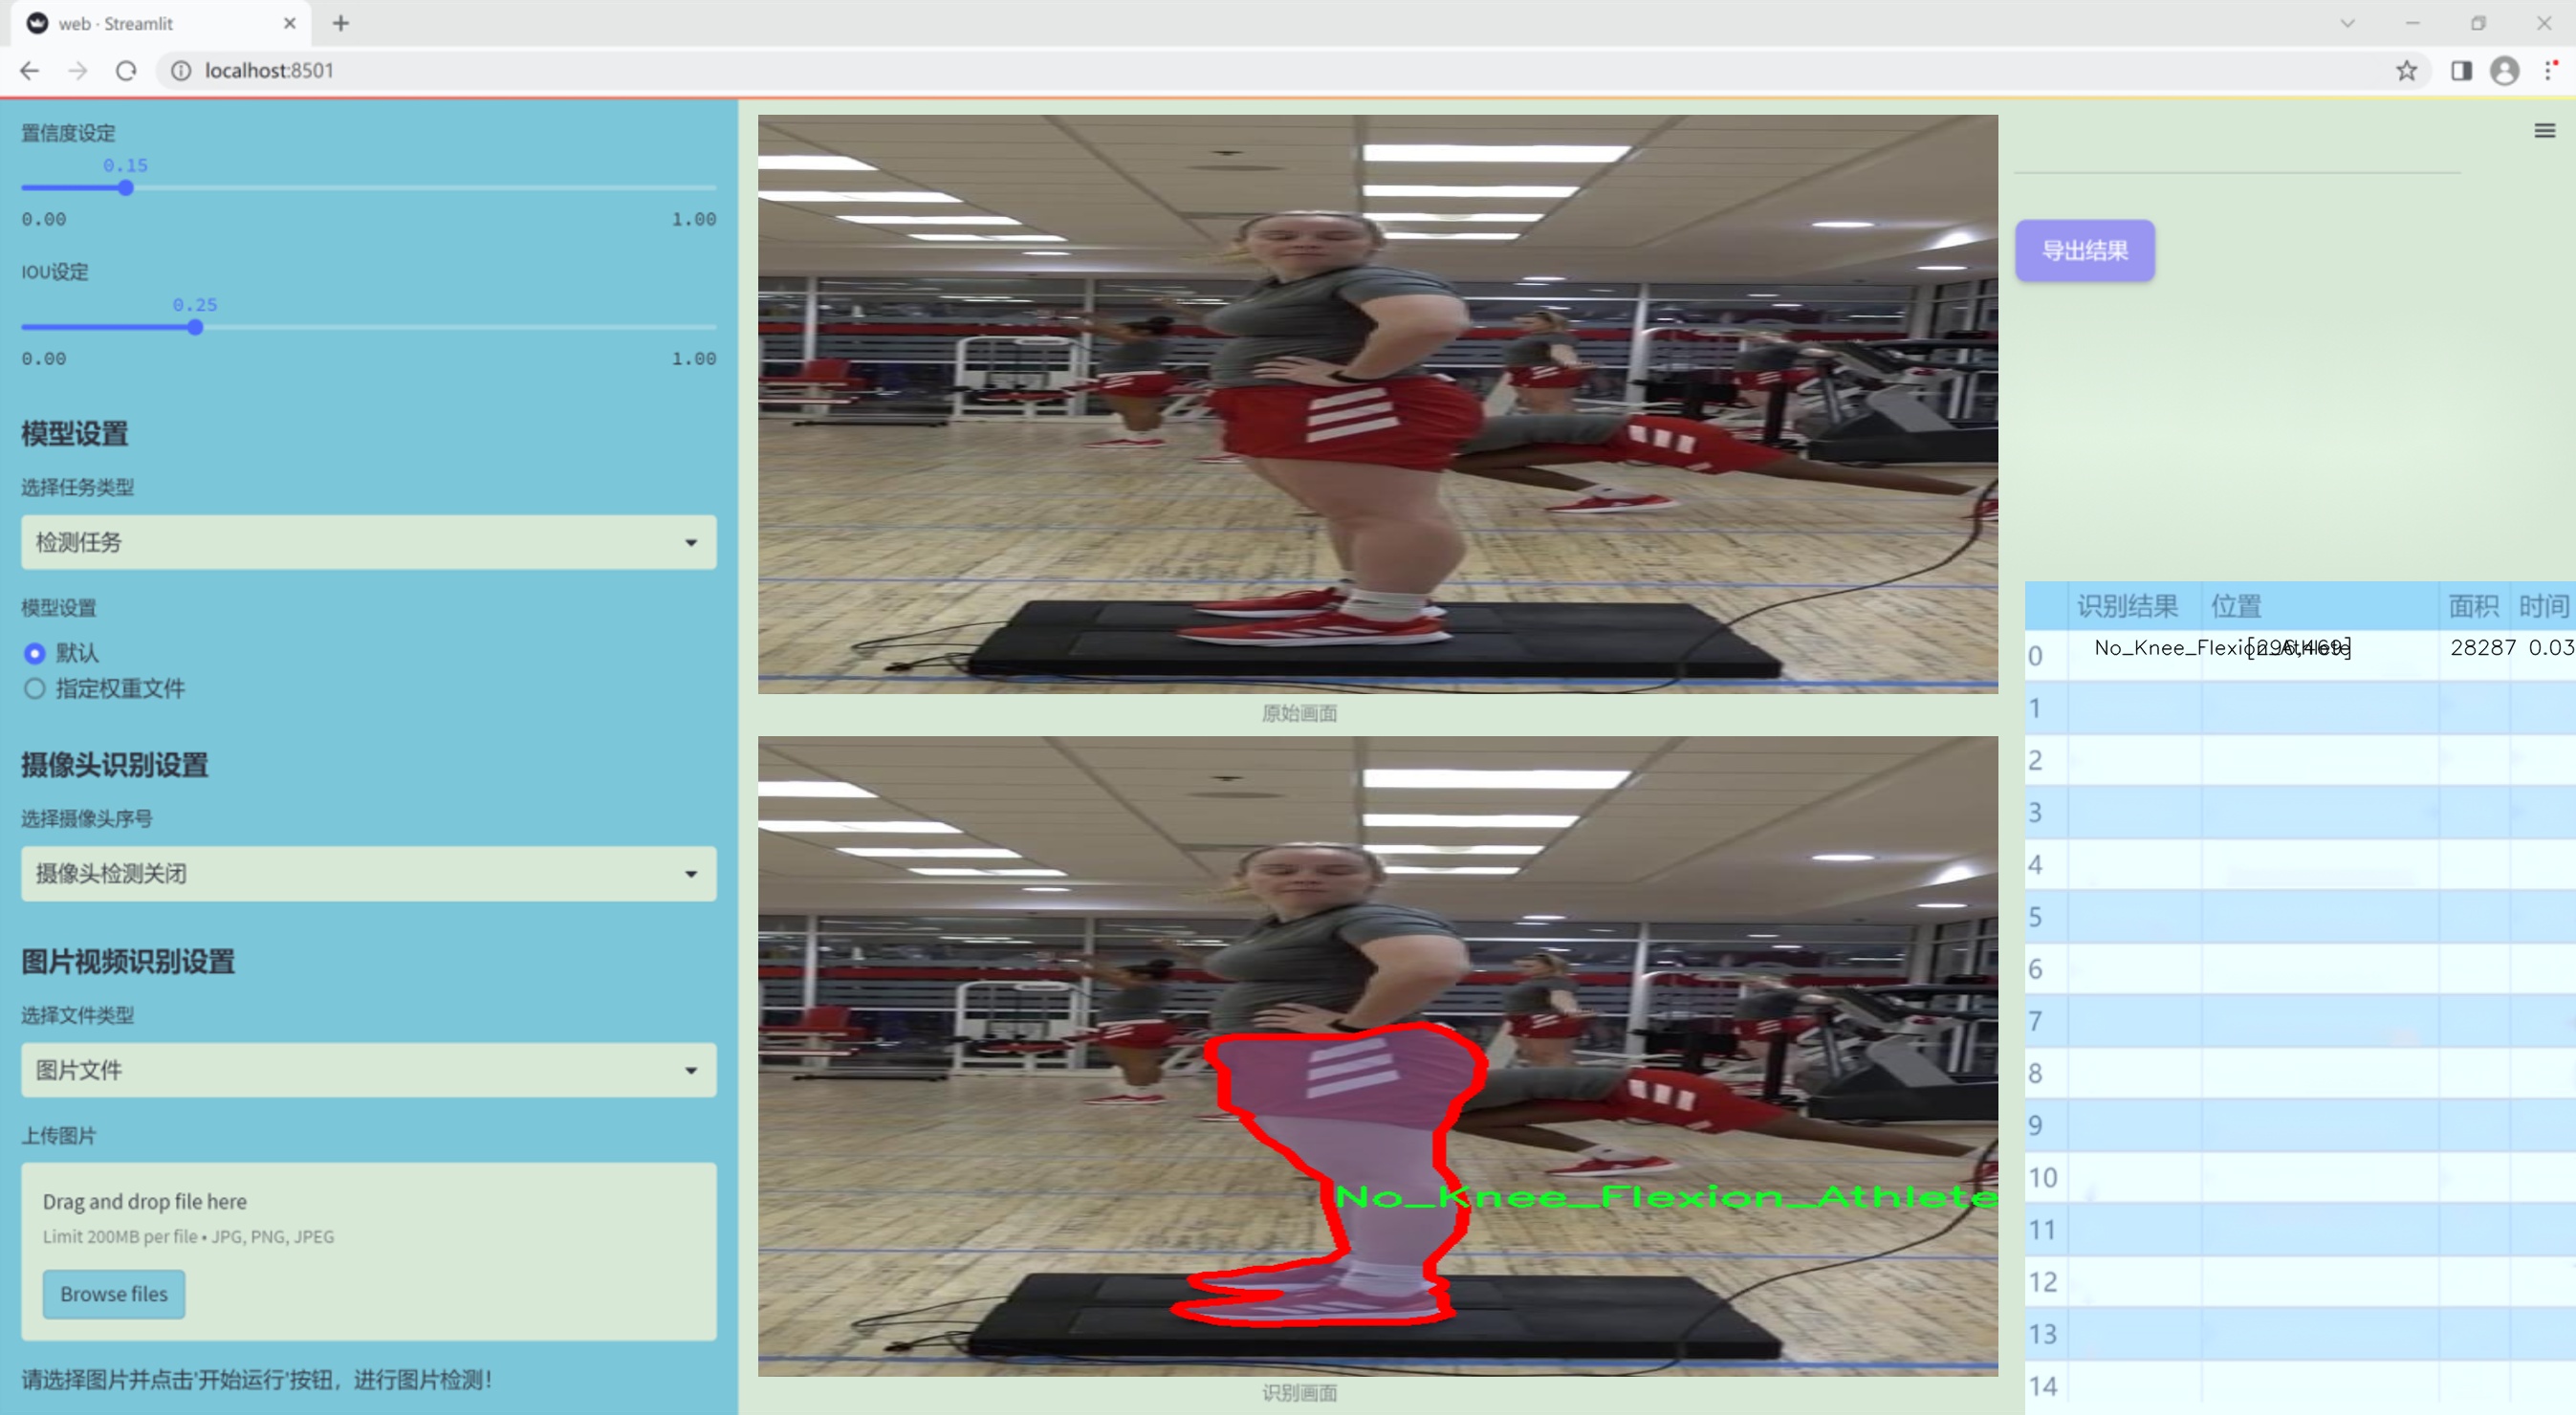 web · Streamlit
localhost:8501
置信度设定
0.15
0.00 1.00
IOU设定
0.25
0.00 1.00
模型设置
选择任务类型
检测任务
模型设置
默认
指定权重文件
摄像头识别设置
选择摄像头序号
摄像头检测关闭
图片视频识别设置
选择文件类型
图片文件
上传图片
Drag and drop file here
Limit 200MB per file • JPG, PNG, JPEG
Browse files
请选择图片并点击'开始运行'按钮，进行图片检测！
原始画面
No_Knee_Flexion_Athlete
识别画面
导出结果
识别结果 位置 面积 时间
0 No_Knee_Flexion_Athlete [296,469] 28287 0.03
1
2
3
4
5
6
7
8
9
10
11
12
13
14